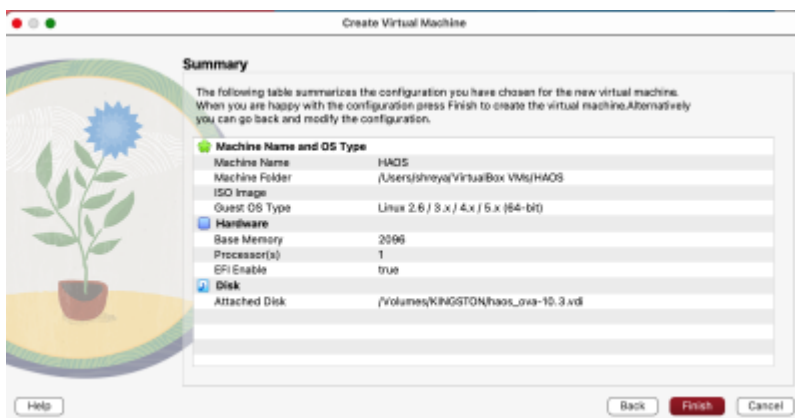 Create Virtual Machine
Summary
The following table summarizes the configuration you have chosen for the new virtual machine.
When you are happy with the configuration press Finish to create the virtual machine.Alternatively
you can go back and modify the configuration.
Machine Name and OS Type
Machine Name HAOS
Machine Folder /Users/shreya/VirtualBox VMs/HAOS
ISO Image
Guest OS Type Linux 2.6 / 3.x / 4.x / 5.x (64-bit)
Hardware
Base Memory 2096
Processor(s) 1
EFI Enable true
Disk
Attached Disk /Volumes/KINGSTON/haos_ova-10.3.vdi
Help Back Finish Cancel